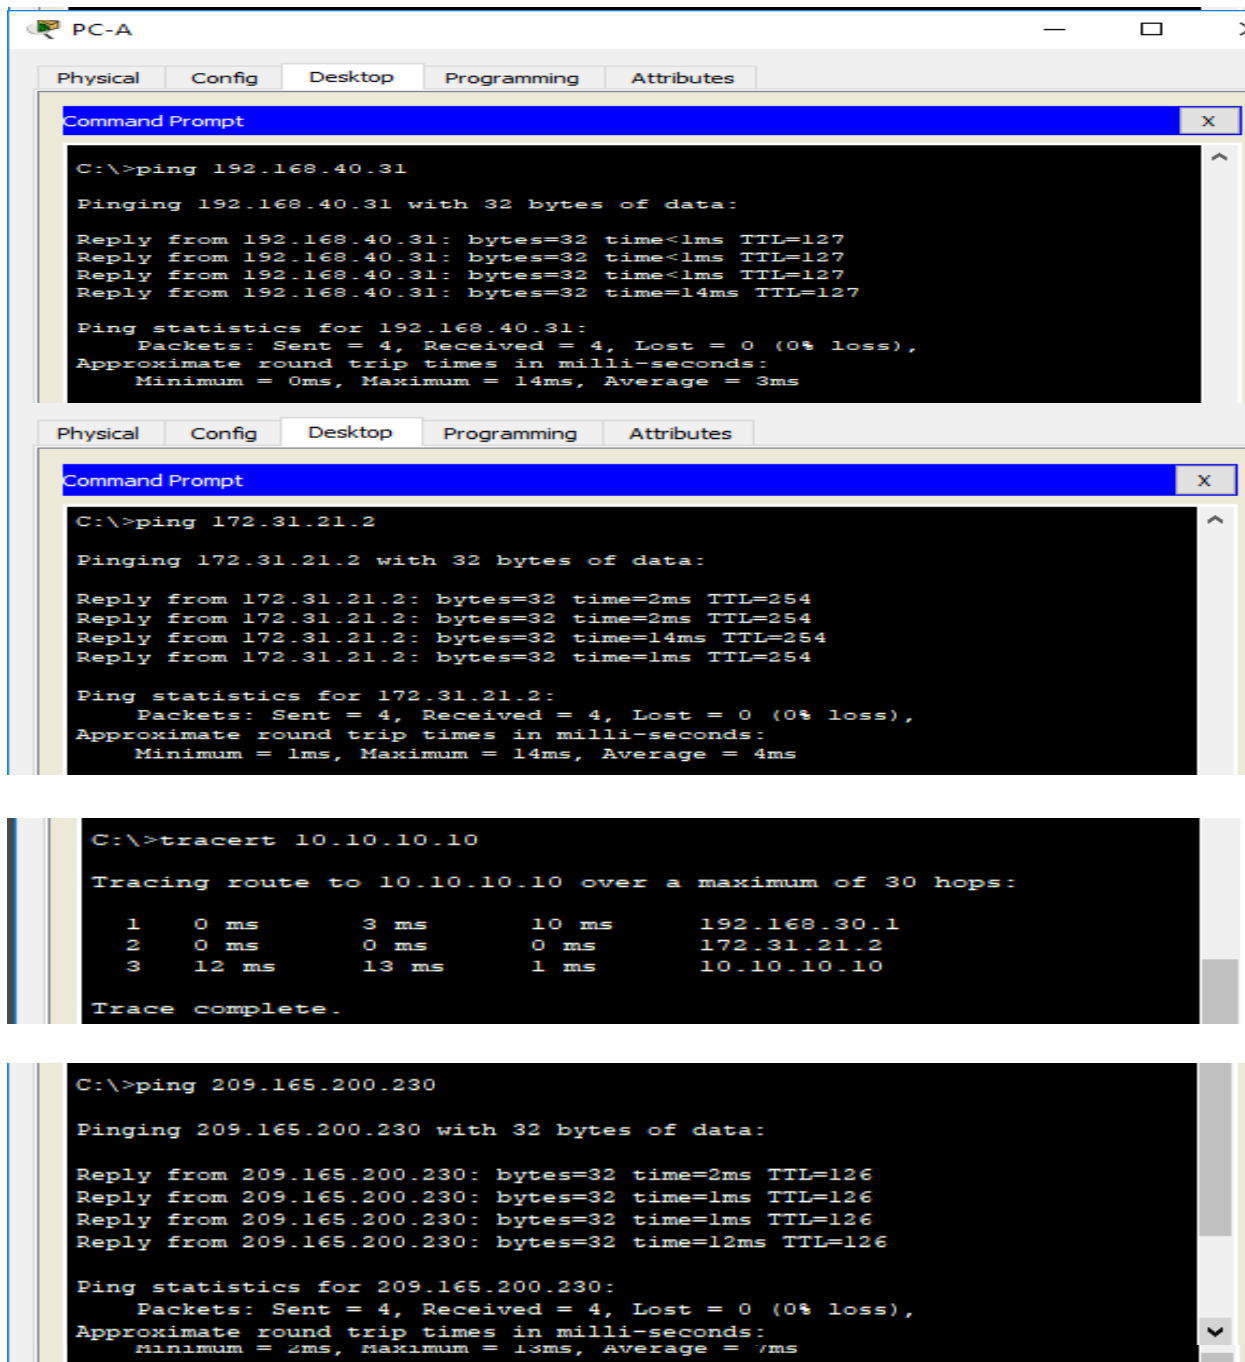 PC-A
Physical Config Desktop Programming Attributes
Command Prompt X
C:\>ping 192.168.40.31
Pinging 192.168.40.31 with 32 bytes of data:
Reply from 192.168.40.31: bytes=32 time<1ms TTL=127
Reply from 192.168.40.31: bytes=32 time<1ms TTL=127
Reply from 192.168.40.31: bytes=32 time<1ms TTL=127
Reply from 192.168.40.31: bytes=32 time=14ms TTL=127
Ping statistics for 192.168.40.31:
Packets: Sent = 4, Received = 4, Lost = 0 (0% loss),
Approximate round trip times in milli-seconds:
Minimum = 0ms, Maximum = 14ms, Average = 3ms
Physical Config Desktop Programming Attributes
Command Prompt X
C:\>ping 172.31.21.2
Pinging 172.31.21.2 with 32 bytes of data:
Reply from 172.31.21.2: bytes=32 time=2ms TTL=254
Reply from 172.31.21.2: bytes=32 time=2ms TTL=254
Reply from 172.31.21.2: bytes=32 time=14ms TTL=254
Reply from 172.31.21.2: bytes=32 time=1ms TTL=254
Ping statistics for 172.31.21.2:
Packets: Sent = 4, Received = 4, Lost = 0 (0% loss),
Approximate round trip times in milli-seconds:
Minimum = 1ms, Maximum = 14ms, Average = 4ms
C:\>tracert 10.10.10.10
Tracing route to 10.10.10.10 over a maximum of 30 hops:
1 0 ms 3 ms 10 ms 192.168.30.1
2 0 ms 0 ms 0 ms 172.31.21.2
3 12 ms 13 ms 1 ms 10.10.10.10
Trace complete.
C:\>ping 209.165.200.230
Pinging 209.165.200.230 with 32 bytes of data:
Reply from 209.165.200.230: bytes=32 time=2ms TTL=126
Reply from 209.165.200.230: bytes=32 time=1ms TTL=126
Reply from 209.165.200.230: bytes=32 time=1ms TTL=126
Reply from 209.165.200.230: bytes=32 time=12ms TTL=126
Ping statistics for 209.165.200.230:
Packets: Sent = 4, Received = 4, Lost = 0 (0% loss),
Approximate round trip times in milli-seconds:
Minimum = 2ms, Maximum = 13ms, Average = 7ms